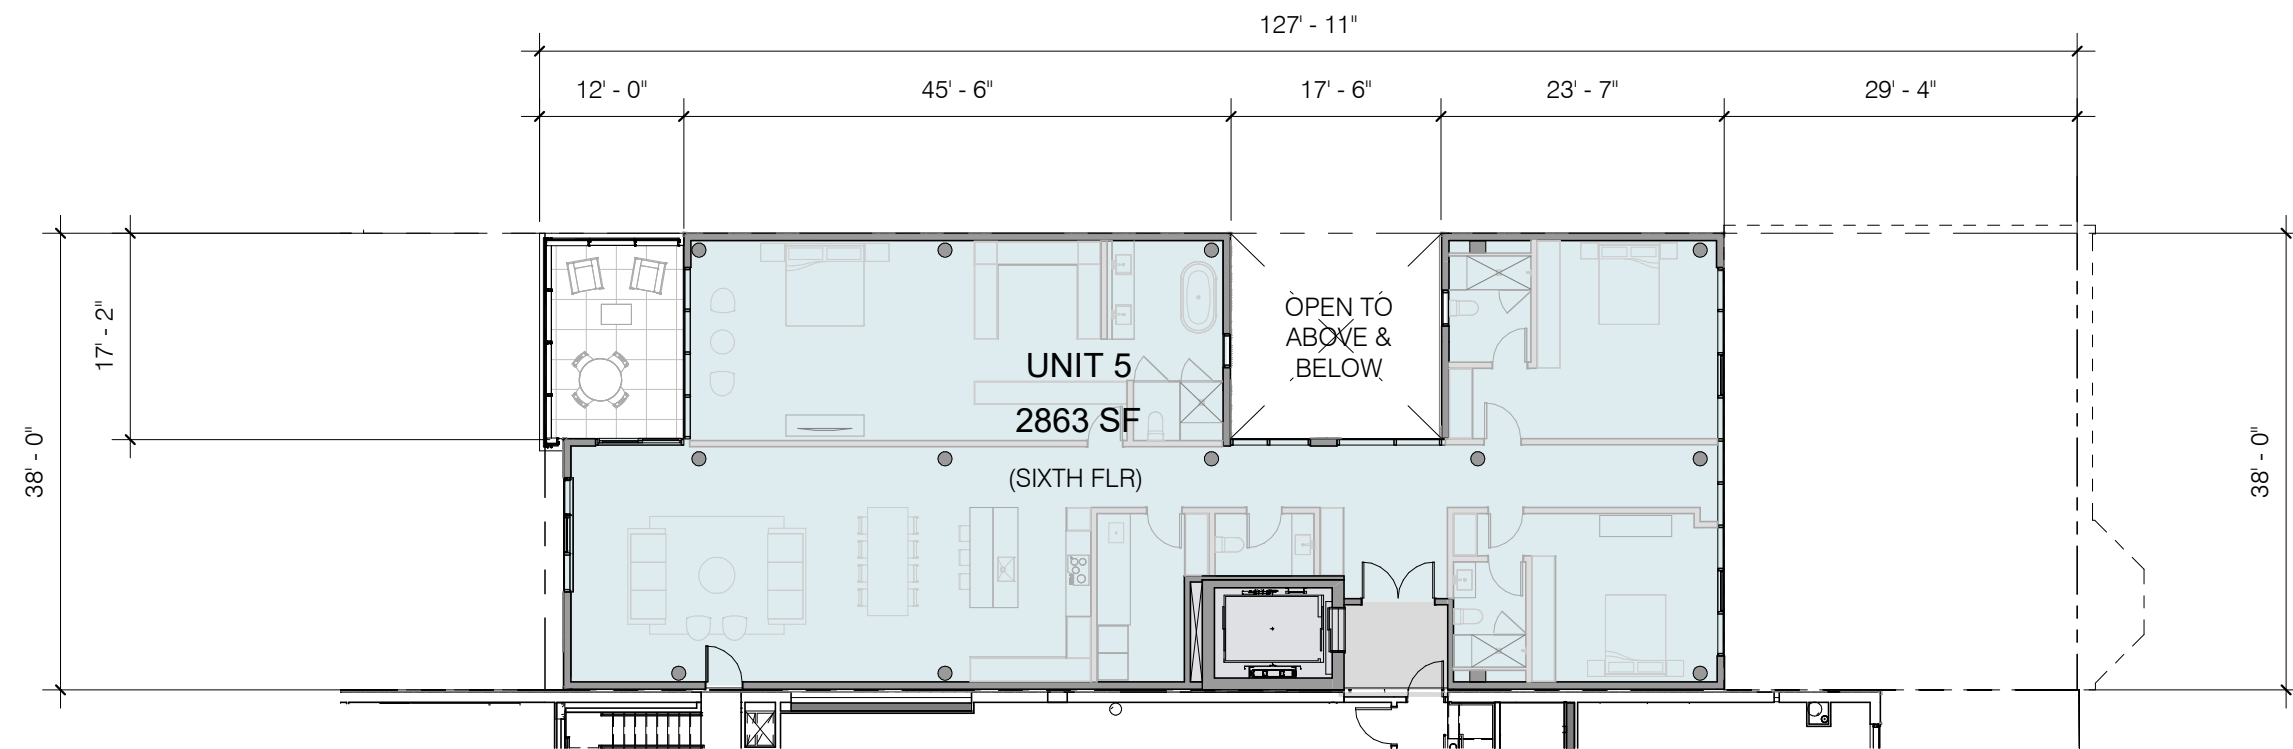 127' - 11"
12' - 0"
45' - 6"
17' - 6"
23' - 7"
29' - 4"
17' - 2"
38' - 0"
OPEN TO
ABOVE &
BELOW
UNIT 5
2863 SF
(SIXTH FLR)
38' - 0"